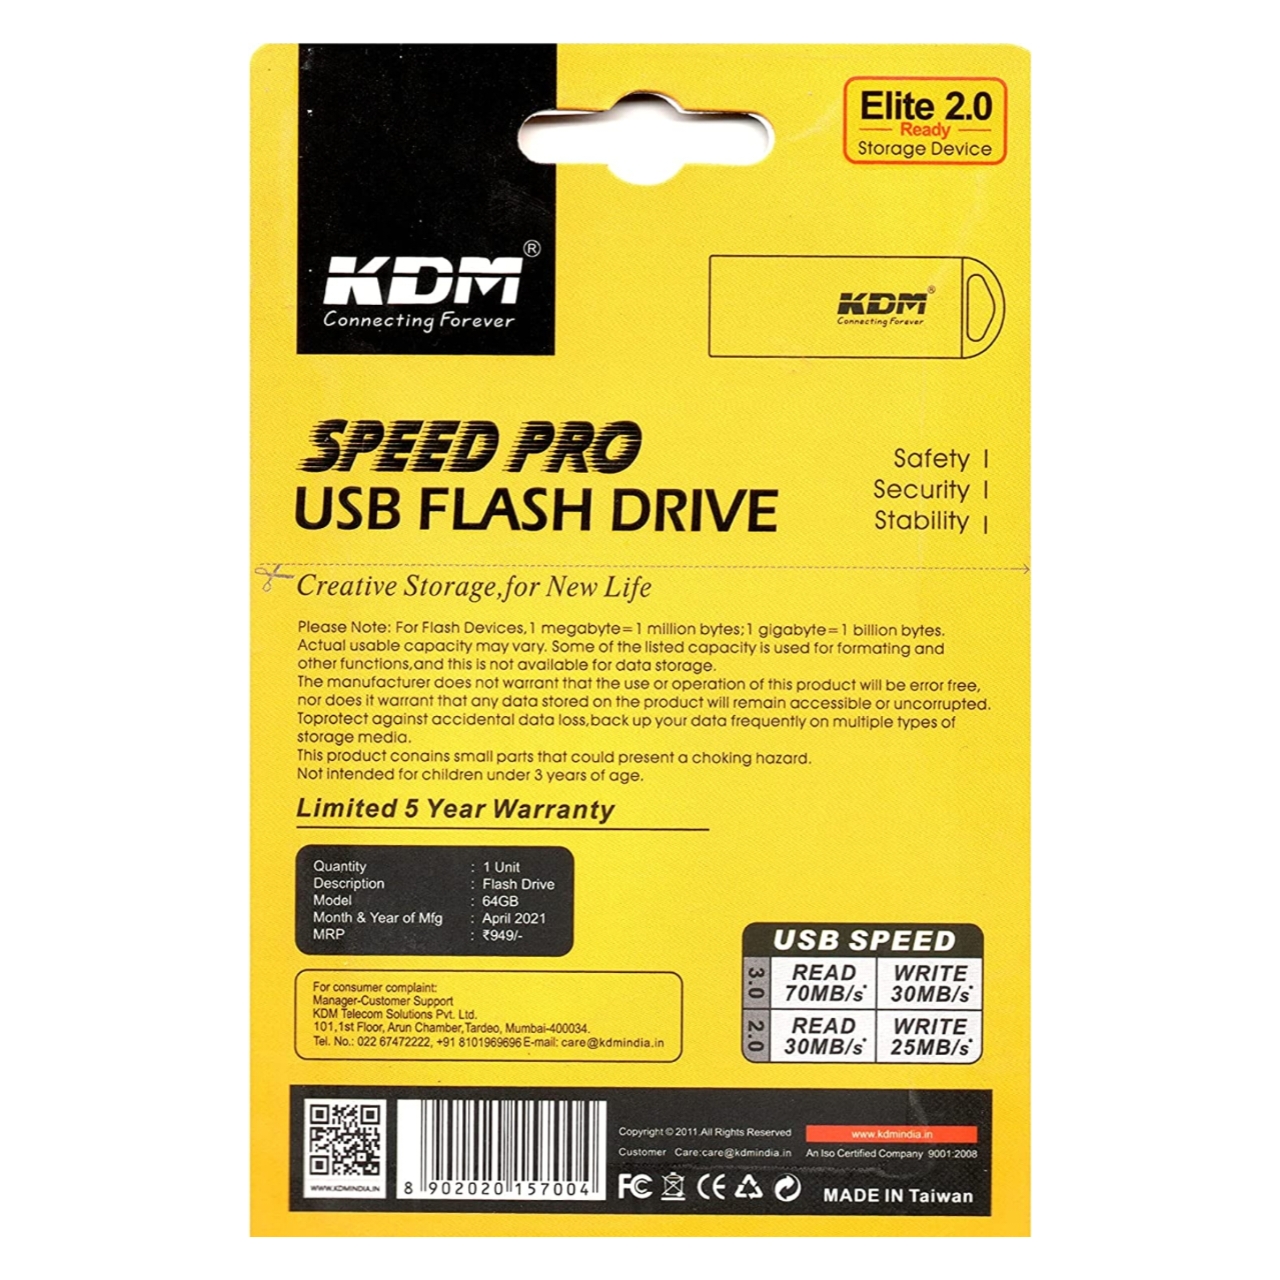 Elite 2.0
Ready
Storage Device
KDM®
Connecting Forever
KDM®
Connecting Forever
SPEED PRO
USB FLASH DRIVE
Safety
Security
Stability
Creative Storage,for New Life
Please Note: For Flash Devices,1 megabyte=1 million bytes;1 gigabyte=1 billion bytes.
Actual usable capacity may vary. Some of the listed capacity is used for formating and
other functions,and this is not available for data storage.
The manufacturer does not warrant that the use or operation of this product will be error free,
nor does it warrant that any data stored on the product will remain accessible or uncorrupted.
Toprotect against accidental data loss,back up your data frequently on multiple types of
storage media.
This product conains small parts that could present a choking hazard.
Not intended for children under 3 years of age.
Limited 5 Year Warranty
Quantity : 1 Unit
Description : Flash Drive
Model : 64GB
Month & Year of Mfg : April 2021
MRP : ₹949/-
For consumer complaint:
Manager-Customer Support
KDM Telecom Solutions Pvt. Ltd.
101,1st Floor, Arun Chamber,Tardeo, Mumbai-400034.
Tel. No.: 022 67472222, +91 8101969696 E-mail: care@kdmindia.in
USB SPEED
3.0 READ 70MB/s* WRITE 30MB/s*
2.0 READ 30MB/s* WRITE 25MB/s*
WWW.KDMINDIA.IN
8 902020 157004
Copyright © 2011.All Rights Reserved
www.kdmindia.in
Customer Care:care@kdmindia.in
An Iso Certified Company 9001:2008
FC CE
MADE IN Taiwan